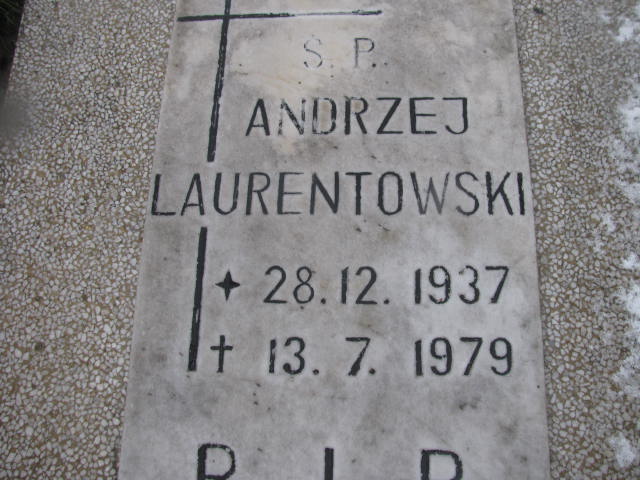 Ś. P.
ANDRZEJ
LAURENTOWSKI
✦ 28. 12. 1937
† 13. 7. 1979
R. I. P.